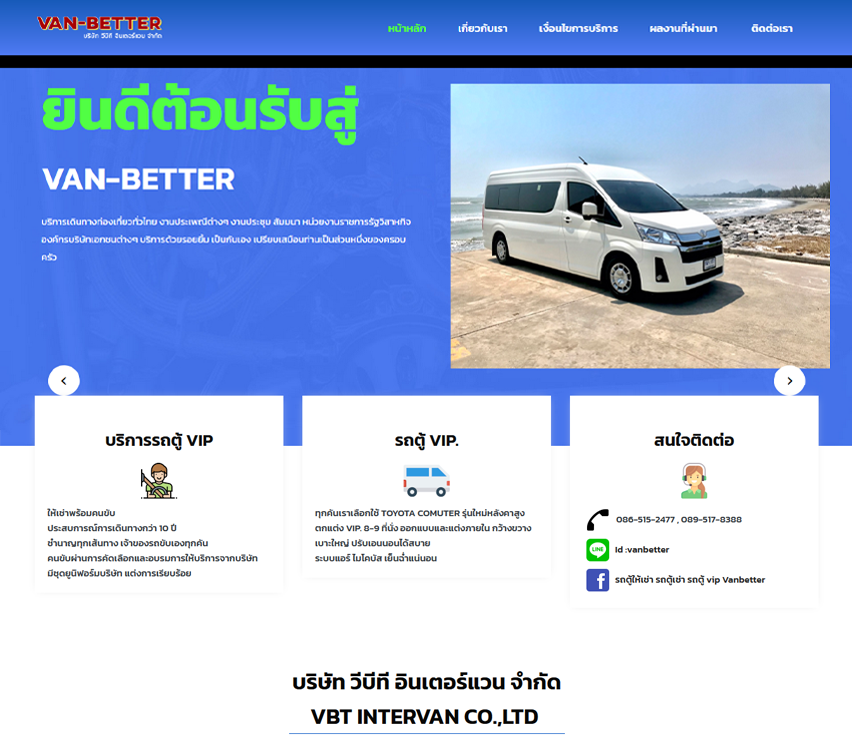 VAN-BETTER
บริษัท วีบีที อินเตอร์แวน จำกัด
หน้าหลัก เกี่ยวกับเรา เงื่อนไขการบริการ ผลงานที่ผ่านมา ติดต่อเรา
ยินดีต้อนรับสู่
VAN-BETTER
บริการเดินทางท่องเที่ยวทั่วไทย งานประเพณีต่างๆ งานประชุม สัมมนา หน่วยงานราชการรัฐวิสาหกิจ
องค์กรบริษัทเอกชนต่างๆ บริการด้วยรอยยิ้ม เป็นกันเอง เปรียบเสมือนท่านเป็นส่วนหนึ่งของครอบ
ครัว
บริการรถตู้ VIP
ให้เช่าพร้อมคนขับ
ประสบการณ์การเดินทางกว่า 10 ปี
ชำนาญทุกเส้นทาง เจ้าของรถขับเองทุกคัน
คนขับผ่านการคัดเลือกและอบรมการให้บริการจากบริษัท
มีชุดยูนิฟอร์มบริษัท แต่งการเรียบร้อย
รถตู้ VIP.
ทุกคันเราเลือกใช้ TOYOTA COMUTER รุ่นใหม่หลังคาสูง
ตกแต่ง VIP. 8-9 ที่นั่ง ออกแบบและแต่งภายใน กว้างขวาง
เบาะใหญ่ ปรับเอนนอนได้สบาย
ระบบแอร์ โมโคบัส เย็นฉ่ำแน่นอน
สนใจติดต่อ
086-515-2477 , 089-517-8388
LINE Id :vanbetter
รถตู้ให้เช่า รถตู้เช่า รถตู้ vip Vanbetter
บริษัท วีบีที อินเตอร์แวน จำกัด
VBT INTERVAN CO.,LTD